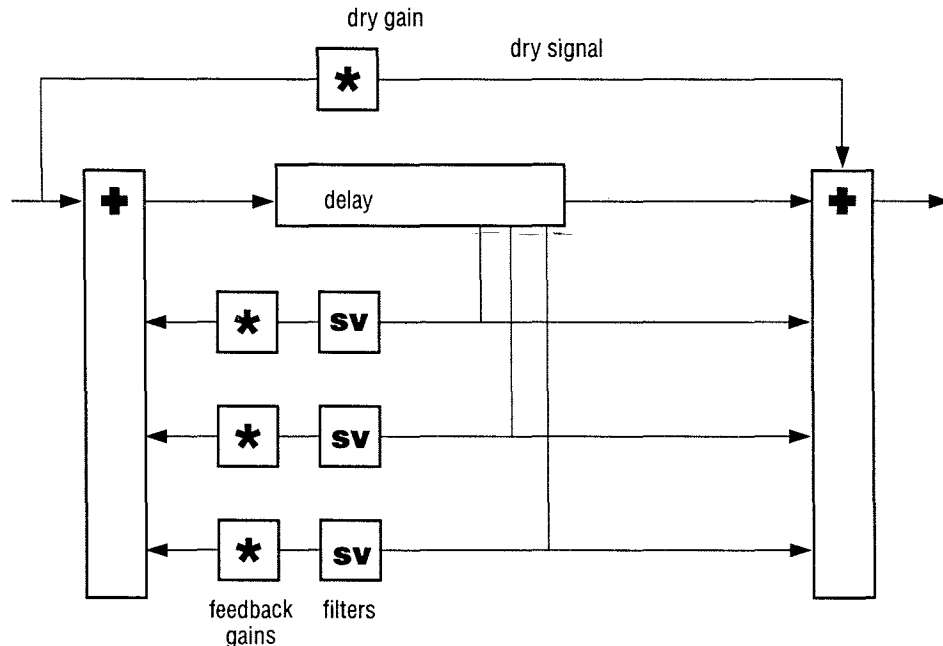 dry gain
dry signal
*
+
delay
+
* sv
* sv
* sv
feedback
gains
filters